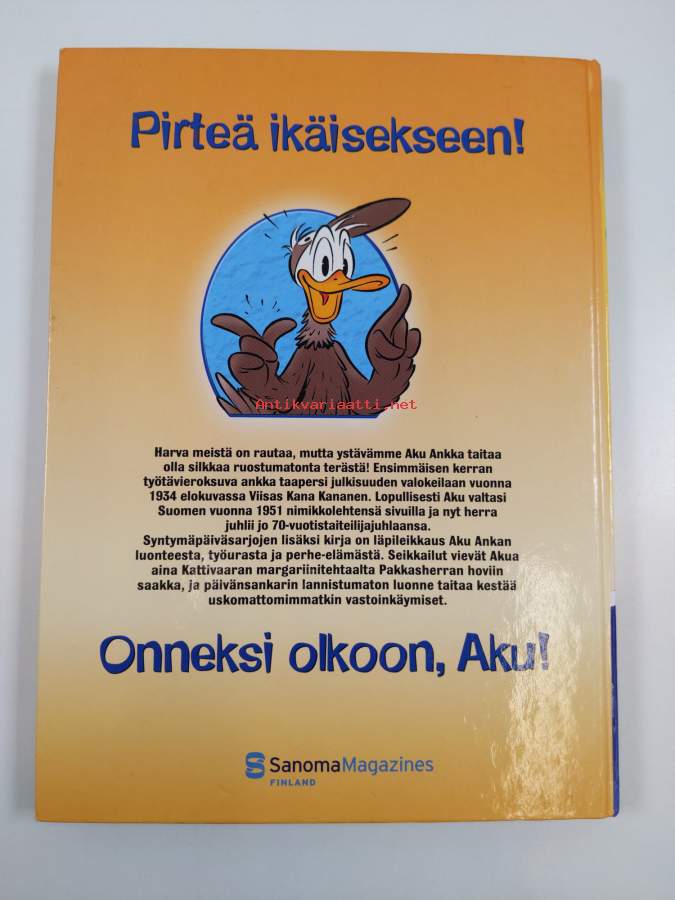 Pirteä ikäisekseen!
Antikvariaatti.net
Harva meistä on rautaa, mutta ystävämme Aku Ankka taitaa
olla silkkaa ruostumatonta terästä! Ensimmäisen kerran
työtävieroksuva ankka taapersi julkisuuden valokeilaan vuonna
1934 elokuvassa Viisas Kana Kananen. Lopullisesti Aku valtasi
Suomen vuonna 1951 nimikkolehtensä sivuilla ja nyt herra
juhlii jo 70-vuotistaiteilijajuhlaansa.
Syntymäpäiväsarjojen lisäksi kirja on läpileikkaus Aku Ankan
luonteesta, työurasta ja perhe-elämästä. Seikkailut vievät Akua
aina Kattivaaran margariinitehtaalta Pakkasherran hoviin
saakka, ja päivänsankarin lannistumaton luonne taitaa kestää
uskomattomimmatkin vastoinkäymiset.
Onneksi olkoon, Aku!
SanomaMagazines
FINLAND